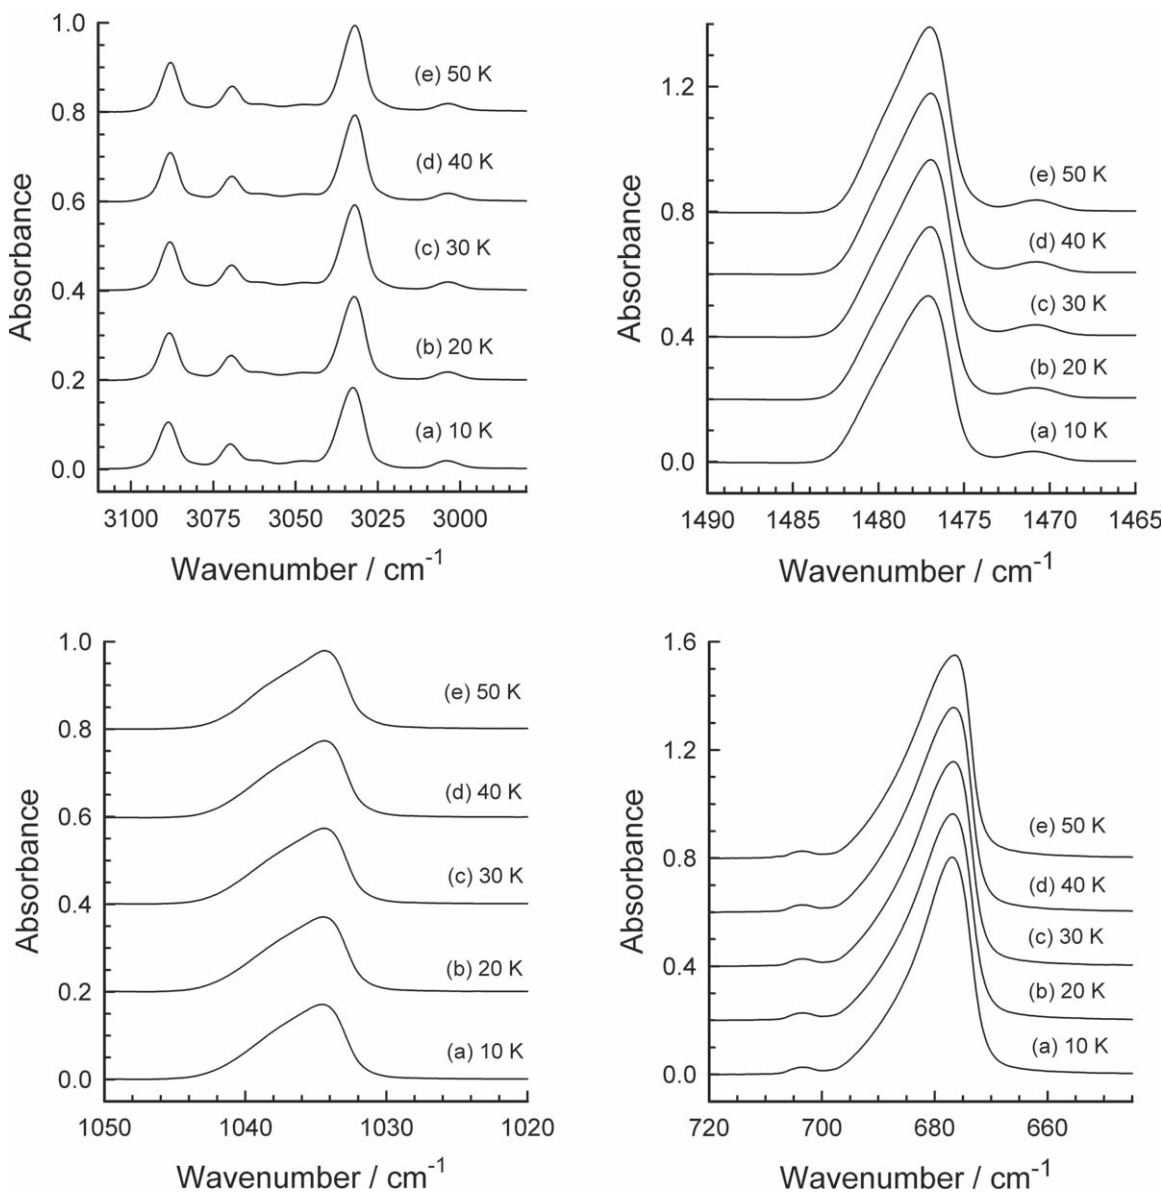 1.0
0.8
0.6
0.4
0.2
0.0
Absorbance
(e) 50 K
(d) 40 K
(c) 30 K
(b) 20 K
(a) 10 K
3100 3075 3050 3025 3000
Wavenumber / cm-1
1.2
0.8
0.4
0.0
Absorbance
(e) 50 K
(d) 40 K
(c) 30 K
(b) 20 K
(a) 10 K
1490 1485 1480 1475 1470 1465
Wavenumber / cm-1
1.0
0.8
0.6
0.4
0.2
0.0
Absorbance
(e) 50 K
(d) 40 K
(c) 30 K
(b) 20 K
(a) 10 K
1050 1040 1030 1020
Wavenumber / cm-1
1.6
1.2
0.8
0.4
0.0
Absorbance
(e) 50 K
(d) 40 K
(c) 30 K
(b) 20 K
(a) 10 K
720 700 680 660
Wavenumber / cm-1